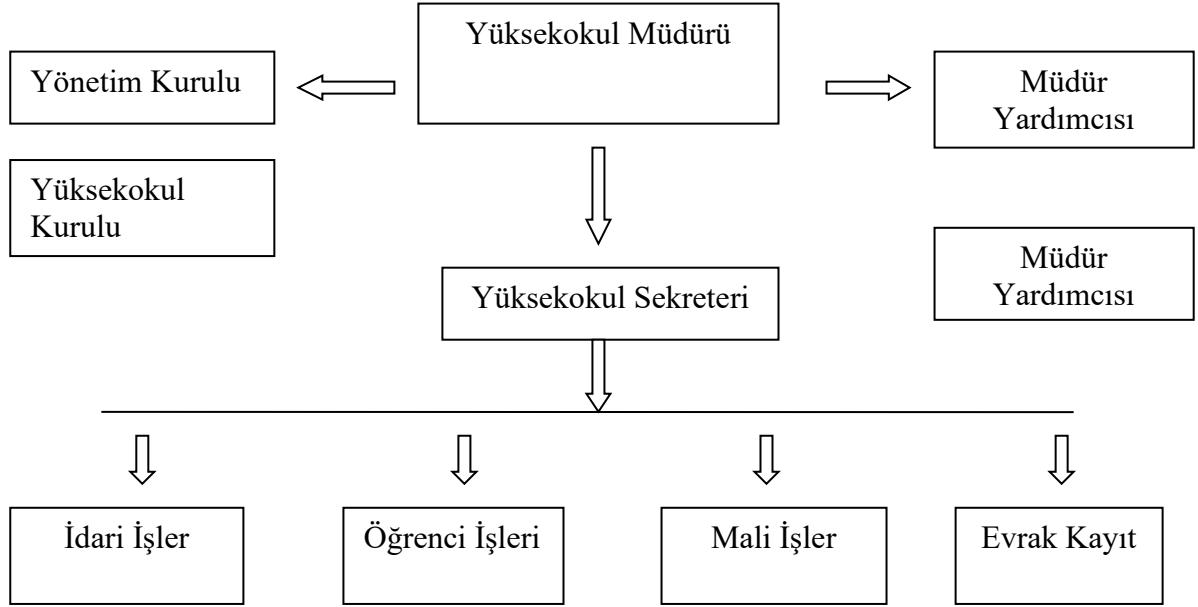 Yüksekokul Müdürü
Yönetim Kurulu
Müdür
Yardımcısı
Yüksekokul
Kurulu
Müdür
Yardımcısı
Yüksekokul Sekreteri
İdari İşler
Öğrenci İşleri
Mali İşler
Evrak Kayıt